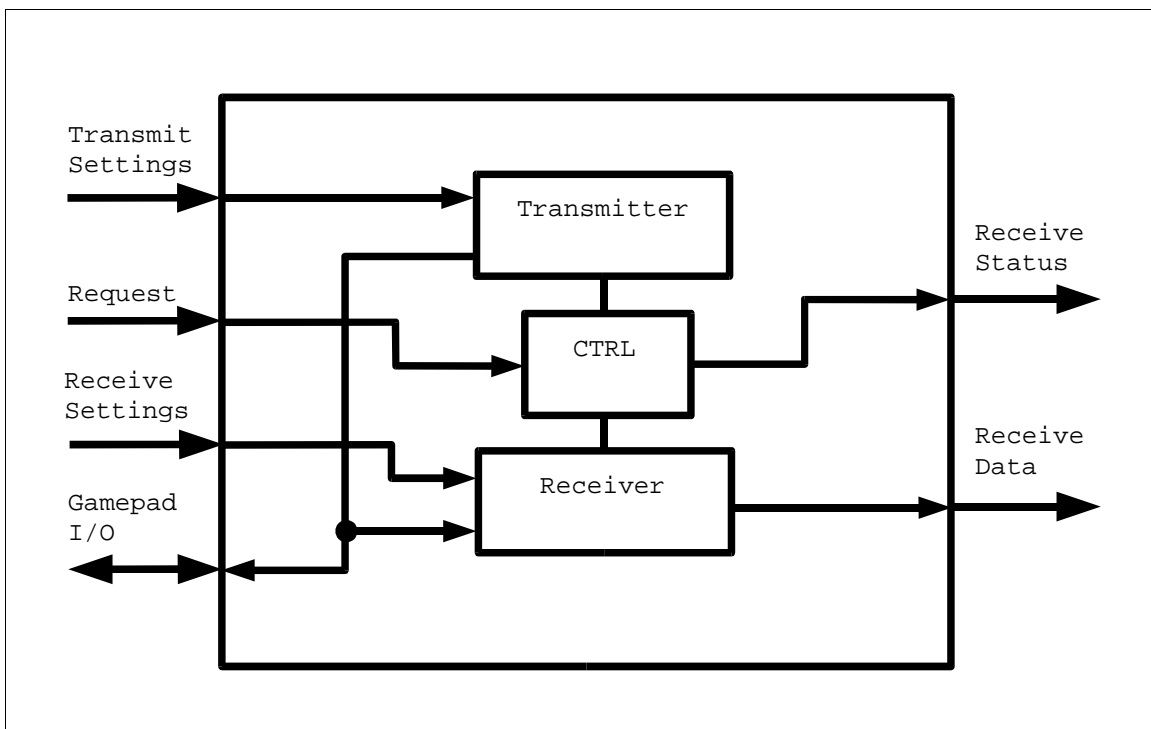 Transmit
Settings
Request
Receive
Settings
Gamepad
I/O
Transmitter
CTRL
Receiver
Receive
Status
Receive
Data